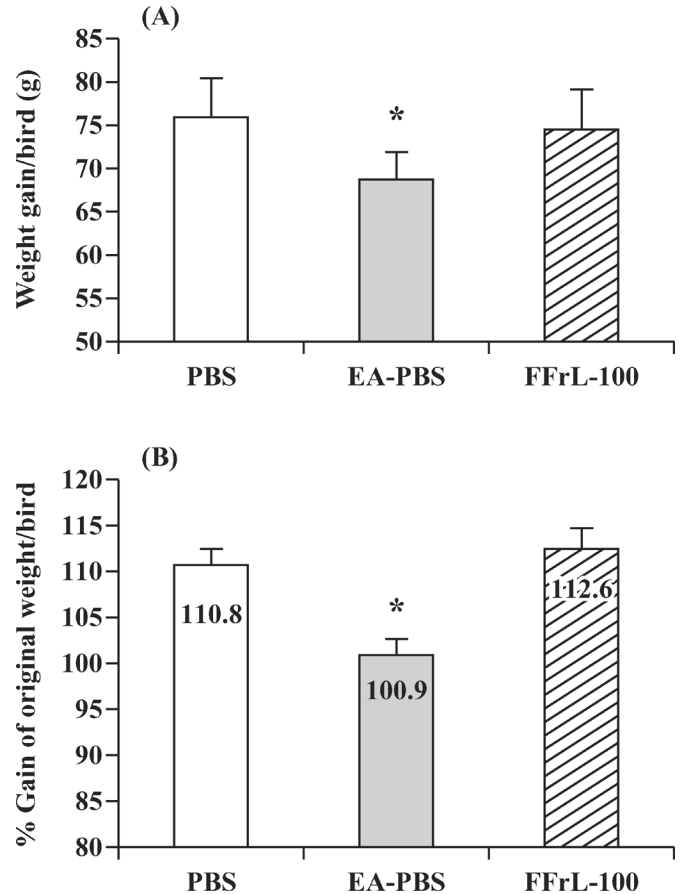 (A)
Weight gain/bird (g)
85
80
75
70
65
60
55
50
*
PBS
EA-PBS
FFrL-100
(B)
% Gain of original weight/bird
120
115
110
105
100
95
90
85
80
110.8
*
100.9
112.6
PBS
EA-PBS
FFrL-100